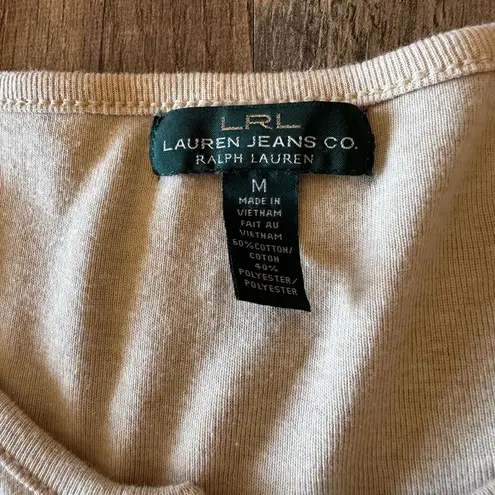 LRL
LAUREN JEANS CO.
RALPH LAUREN
M
MADE IN
VIETNAM
FAIT AU
VIETNAM
60% COTTON/
COTON
40%
POLYESTER/
POLYESTER